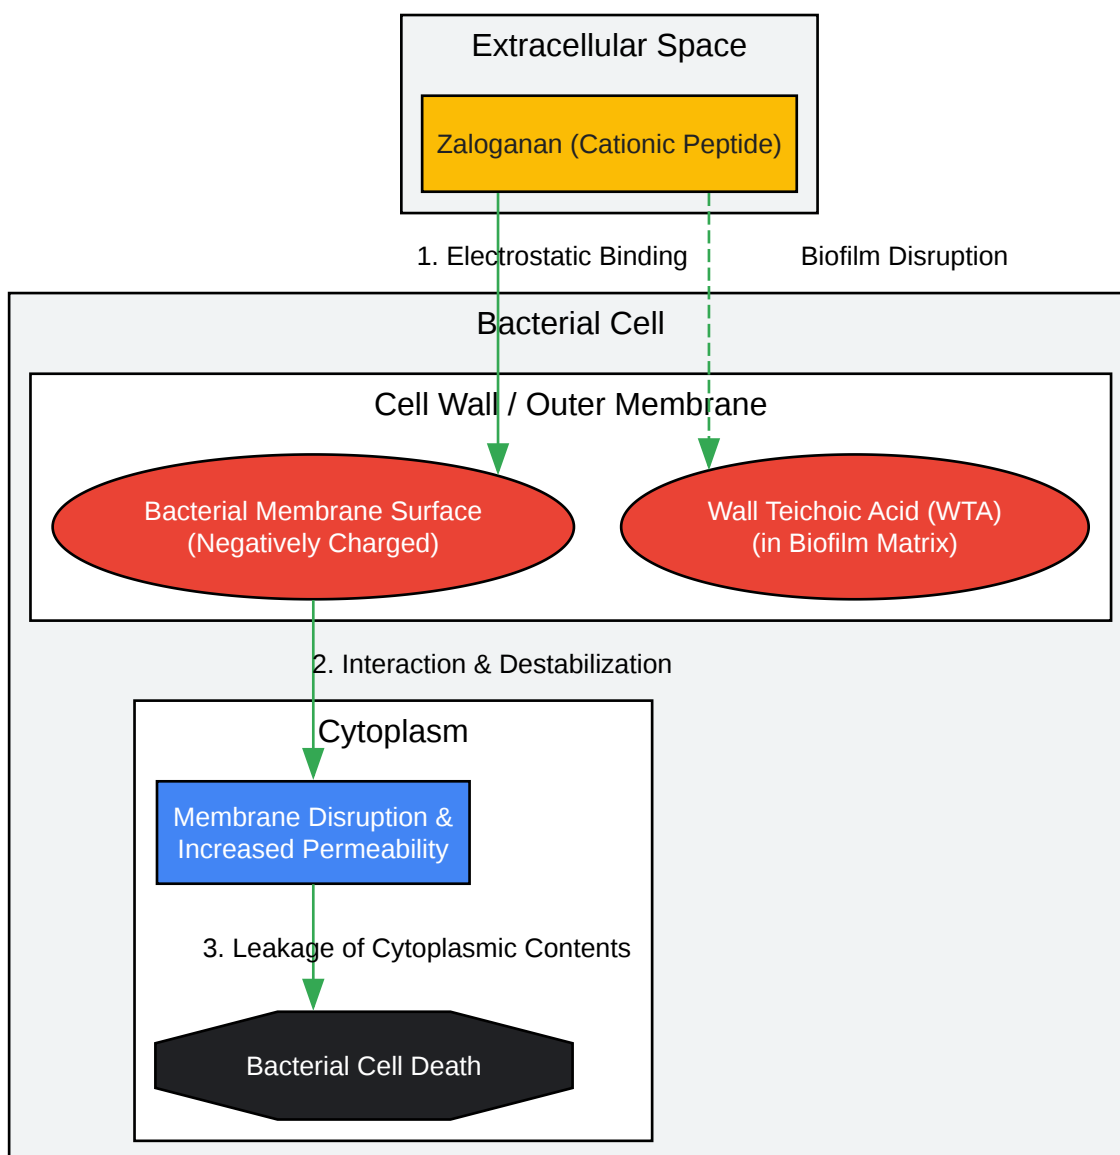 Extracellular Space
Zaloganan (Cationic Peptide)
1. Electrostatic Binding
Biofilm Disruption
Bacterial Cell
Cell Wall / Outer Membrane
Bacterial Membrane Surface
(Negatively Charged)
Wall Teichoic Acid (WTA)
(in Biofilm Matrix)
2. Interaction & Destabilization
Cytoplasm
Membrane Disruption &
Increased Permeability
3. Leakage of Cytoplasmic Contents
Bacterial Cell Death